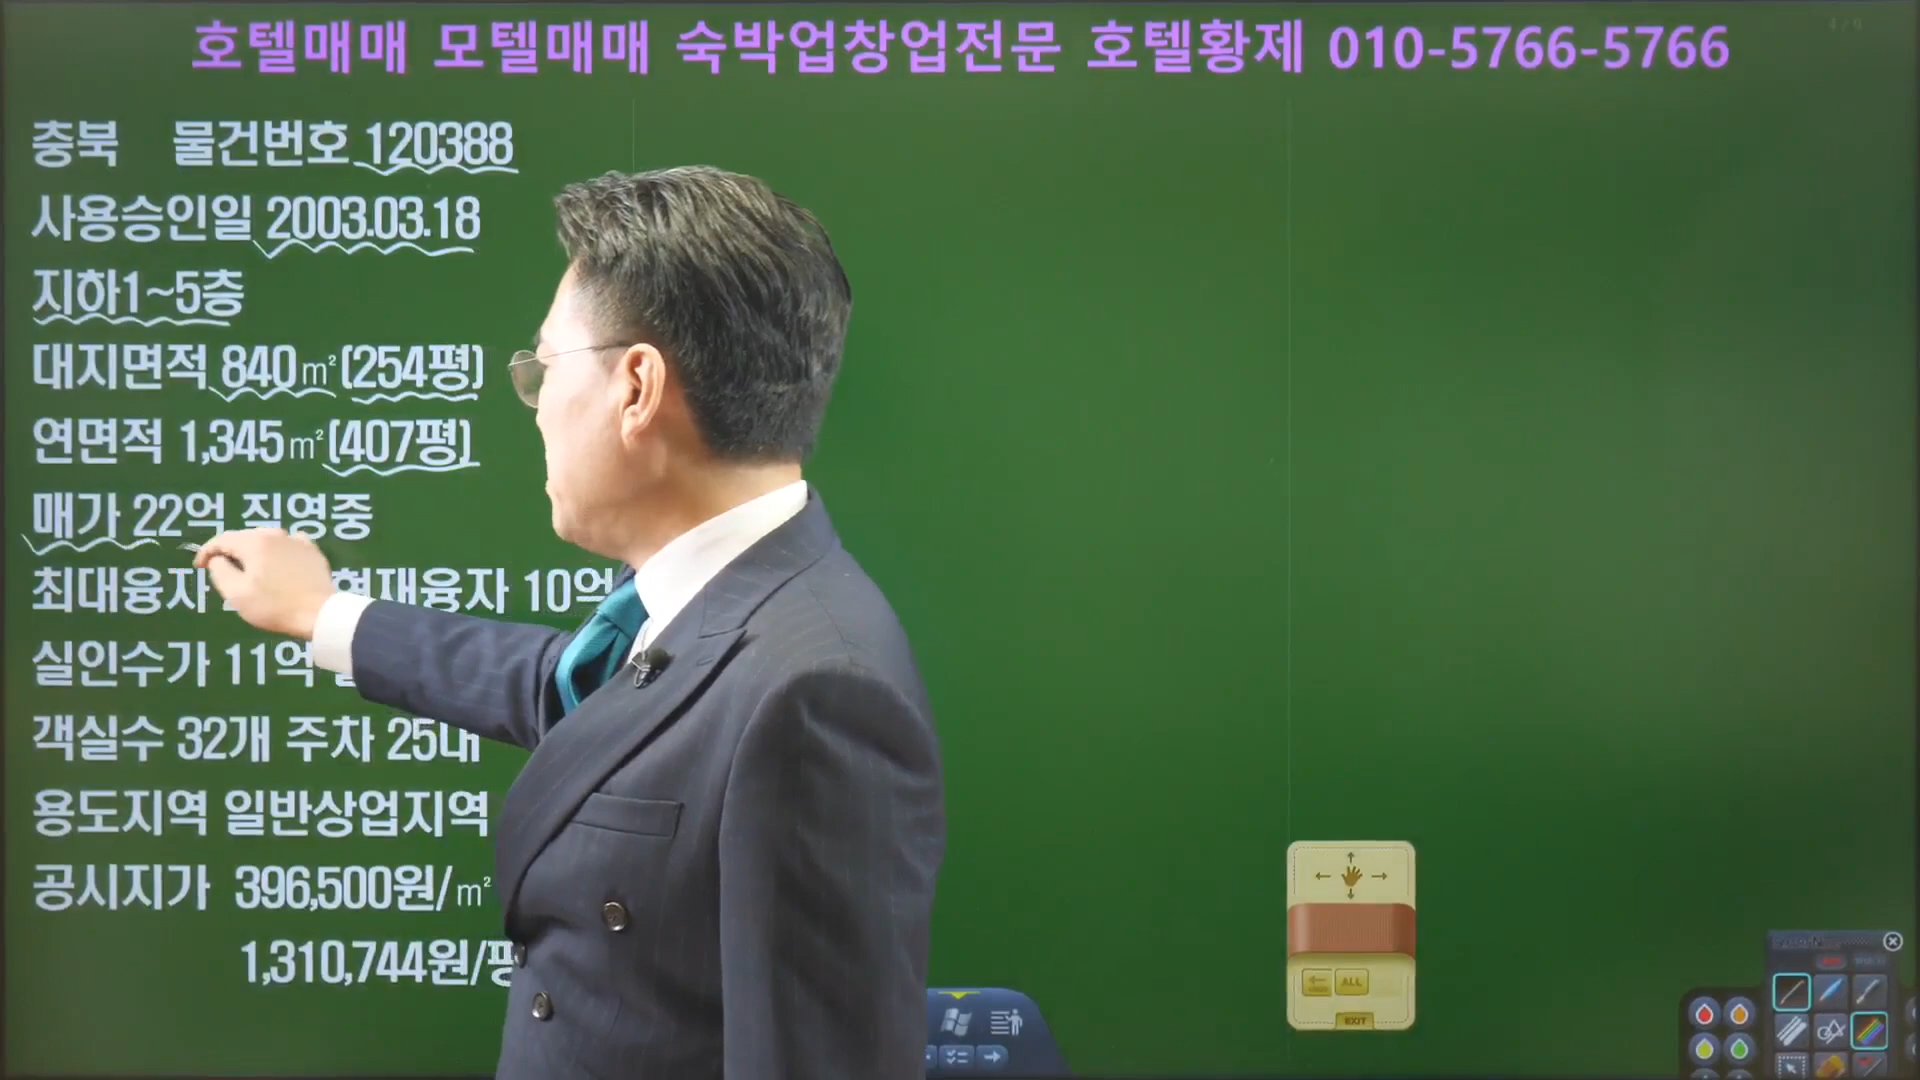 호텔매매 모텔매매 숙박업창업전문 호텔황제 010-5766-5766
충북 물건번호 120388
사용승인일 2003.03.18
지하1~5층
대지면적 840㎡(254평)
연면적 1,345㎡(407평)
매가 22억 직영중
최대융자 현재융자 10억
실인수가 11억
객실수 32개 주차 25대
용도지역 일반상업지역
공시지가 396,500원/㎡
1,310,744원/평
ALL
EXIT